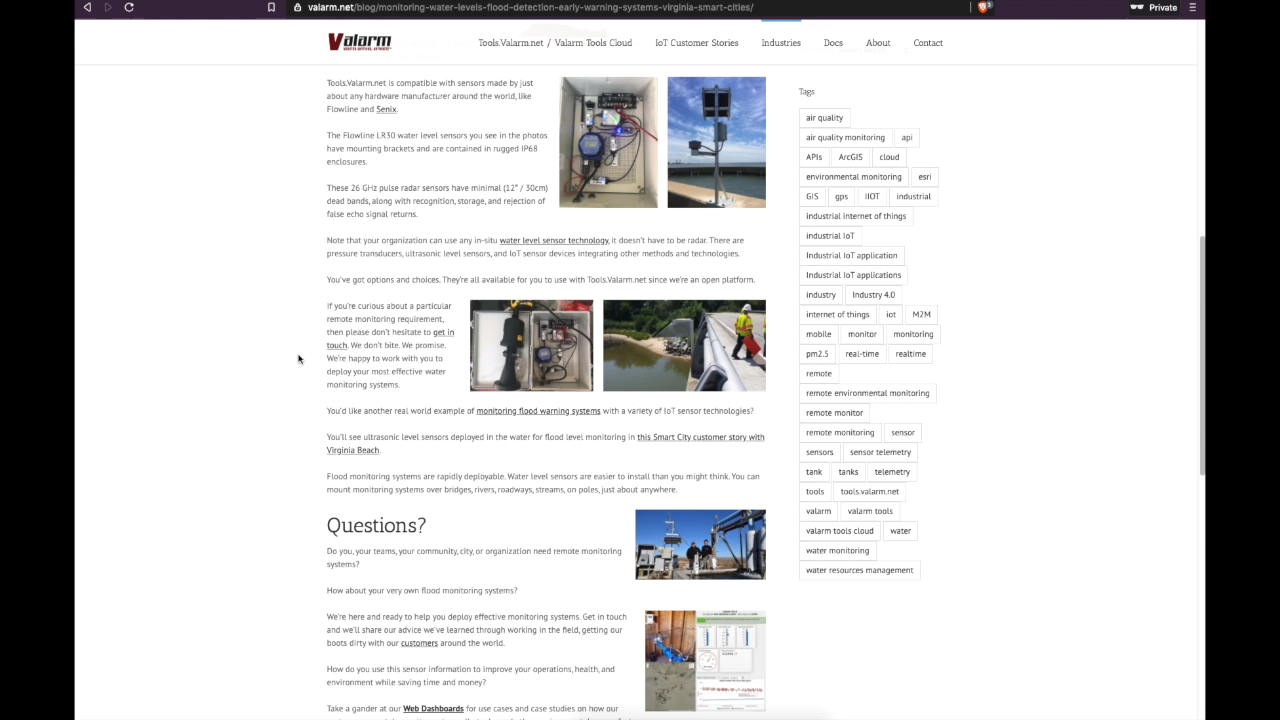 valarm.net/blog/monitoring-water-levels-flood-detection-early-warning-systems-virginia-smart-cities/
5
Private
Valarm
Tools.Valarm.net / Valarm Tools Cloud
IoT Customer Stories
Industries
Docs
About
Contact
Tools.Valarm.net is compatible with sensors made by just
about any hardware manufacturer around the world, like
Flowline and Senix.
The Flowline LR30 water level sensors you see in the photos
have mounting brackets and are contained in rugged IP68
enclosures.
These 26 GHz pulse radar sensors have minimal (12" / 30cm)
dead bands, along with recognition, storage, and rejection of
false echo signal returns.
Note that your organization can use any in-situ water level sensor technology, it doesn't have to be radar. There are
pressure transducers, ultrasonic level sensors, and IoT sensor devices integrating other methods and technologies.
You've got options and choices. They're all available for you to use with Tools.Valarm.net since we're an open platform.
If you're curious about a particular
remote monitoring requirement,
then please don't hesitate to get in
touch. We don't bite. We promise.
We're happy to work with you to
deploy your most effective water
monitoring systems.
You'd like another real world example of monitoring flood warning systems with a variety of IoT sensor technologies?
You'll see ultrasonic level sensors deployed in the water for flood level monitoring in this Smart City customer story with
Virginia Beach.
Flood monitoring systems are rapidly deployable. Water level sensors are easier to install than you might think. You can
mount monitoring systems over bridges, rivers, roadways, streams, on poles, just about anywhere.
Questions?
Do you, your teams, your community, city, or organization need remote monitoring
systems?
How about your very own flood monitoring systems?
We're here and ready to help you deploy effective monitoring systems. Get in touch
and we'll share our advice we've learned through working in the field, getting our
boots dirty with our customers around the world.
How do you use this sensor information to improve your operations, health, and
environment while saving time and money?
Take a gander at our Web Dashboards for use cases and case studies on how our
Tags
air quality
air quality monitoring api
APIs ArcGIS cloud
environmental monitoring esri
GIS gps IIOT industrial
industrial internet of things
industrial IoT
Industrial IoT application
Industrial IoT applications
industry Industry 4.0
internet of things iot M2M
mobile monitor monitoring
pm2.5 real-time realtime
remote
remote environmental monitoring
remote monitor
remote monitoring sensor
sensors sensor telemetry
tank tanks telemetry
tools tools.valarm.net
valarm valarm tools
valarm tools cloud water
water monitoring
water resources management